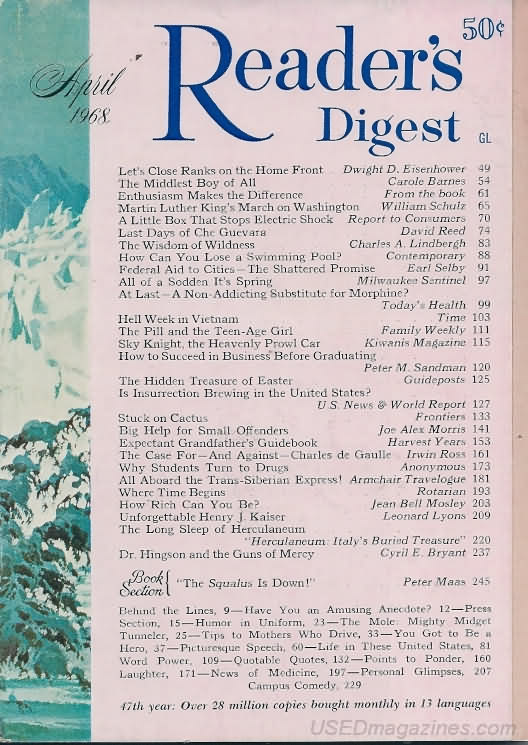 50¢
April
1968
Reader's
Digest
GL
Let's Close Ranks on the Home Front Dwight D. Eisenhower 49
The Middlest Boy of All Carole Barnes 54
Enthusiasm Makes the Difference From the book 61
Martin Luther King's March on Washington William Schulz 65
A Little Box That Stops Electric Shock Report to Consumers 70
Last Days of Che Guevara David Reed 74
The Wisdom of Wildness Charles A. Lindbergh 83
How Can You Lose a Swimming Pool? Contemporary 88
Federal Aid to Cities—The Shattered Promise Earl Selby 91
All of a Sodden It's Spring Milwaukee Sentinel 97
At Last—A Non-Addicting Substitute for Morphine?
Today's Health 99
Hell Week in Vietnam Time 103
The Pill and the Teen-Age Girl Family Weekly 111
Sky Knight, the Heavenly Prowl Car Kiwanis Magazine 115
How to Succeed in Business Before Graduating
Peter M. Sandman 120
The Hidden Treasure of Easter Guideposts 125
Is Insurrection Brewing in the United States?
U.S. News & World Report 127
Stuck on Cactus Frontiers 133
Big Help for Small Offenders Joe Alex Morris 141
Expectant Grandfather's Guidebook Harvest Years 153
The Case For—And Against—Charles de Gaulle Irwin Ross 161
Why Students Turn to Drugs Anonymous 173
All Aboard the Trans-Siberian Express! Armchair Travelogue 181
Where Time Begins Rotarian 193
How Rich Can You Be? Jean Bell Mosley 203
Unforgettable Henry J. Kaiser Leonard Lyons 209
The Long Sleep of Herculaneum
"Herculaneum: Italy's Buried Treasure" 220
Dr. Hingson and the Guns of Mercy Cyril E. Bryant 237
Book
Section { "The Squalus Is Down!" Peter Maas 245
Behind the Lines, 9—Have You an Amusing Anecdote? 12—Press
Section, 15—Humor in Uniform, 23—The Mole: Mighty Midget
Tunneler, 25—Tips to Mothers Who Drive, 33—You Got to Be a
Hero, 37—Picturesque Speech, 60—Life in These United States, 81
Word Power, 109—Quotable Quotes, 132—Points to Ponder, 160
Laughter, 171—News of Medicine, 197—Personal Glimpses, 207
Campus Comedy, 229
47th year: Over 28 million copies bought monthly in 13 languages
USEDmagazines.com